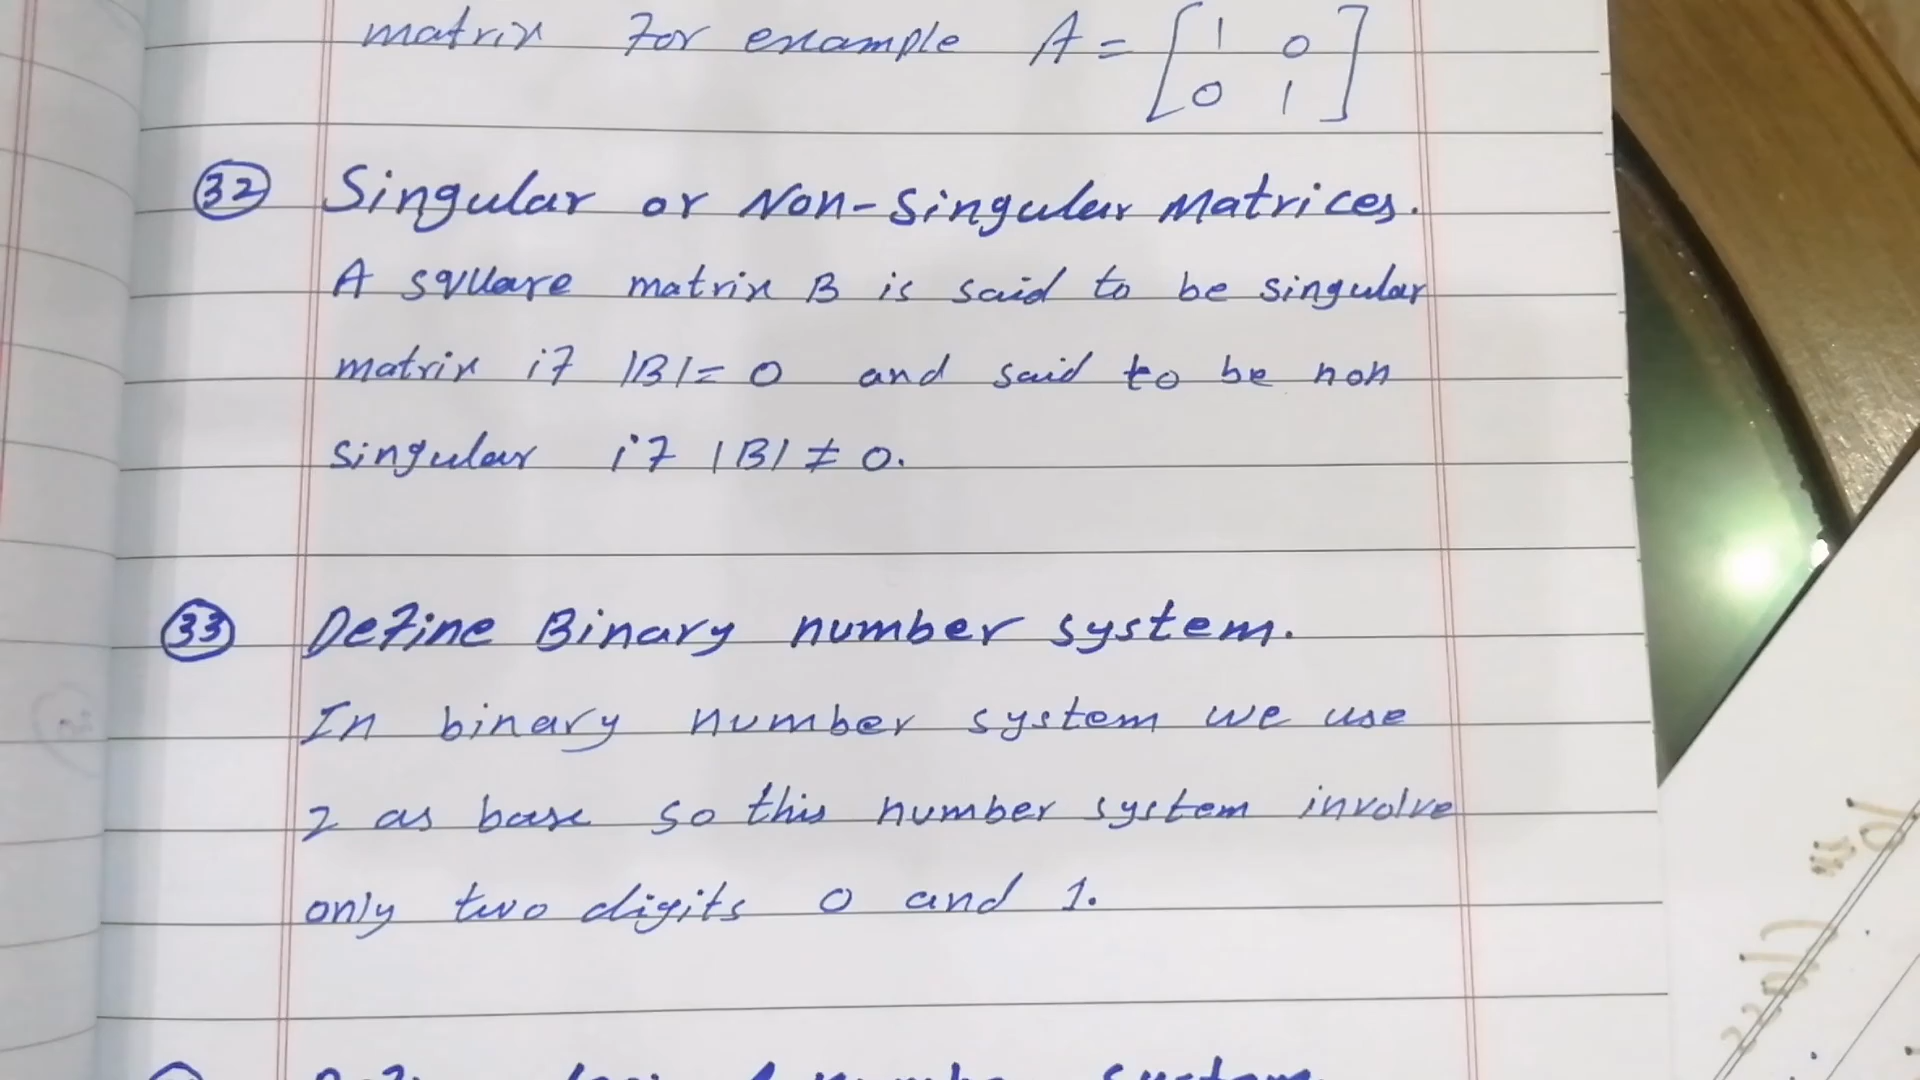 matrix For example A = [ 1 0
0 1 ]
32 Singular or Non-Singular Matrices.
A square matrix B is said to be singular
matrix if |B| = 0 and said to be non
singular if |B| ≠ 0.
33 Define Binary number system.
In binary number system we use
2 as base so this number system involve
only two digits 0 and 1.
System.